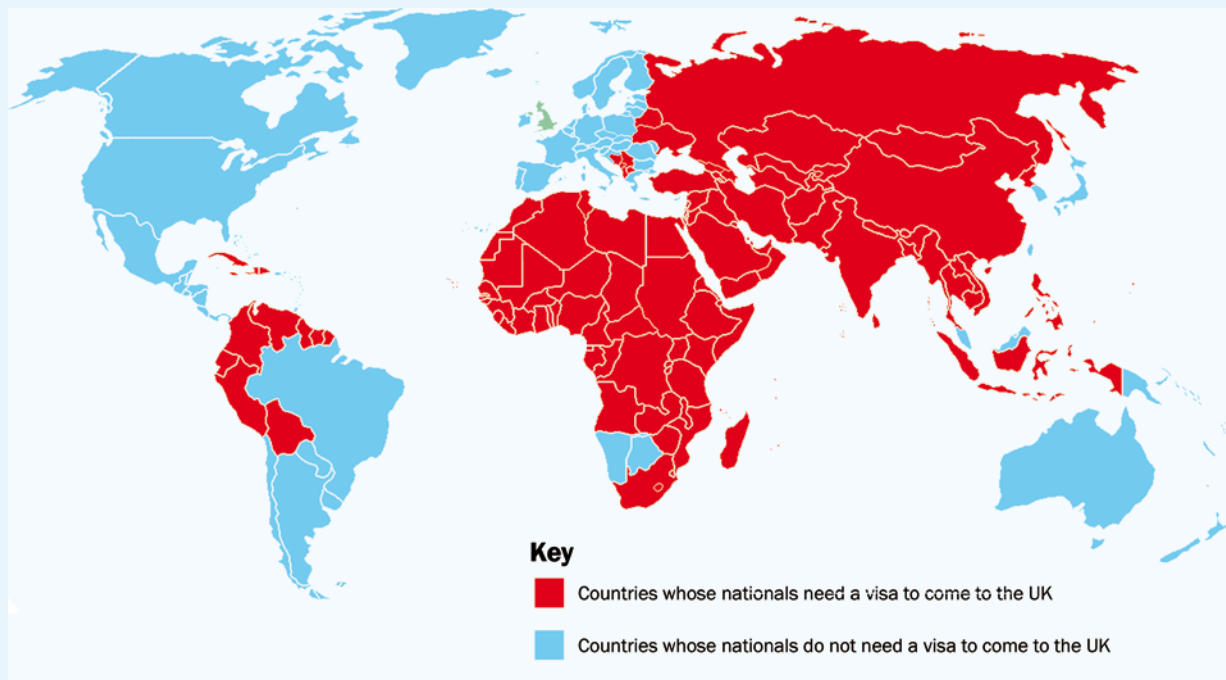 Key
Countries whose nationals need a visa to come to the UK
Countries whose nationals do not need a visa to come to the UK